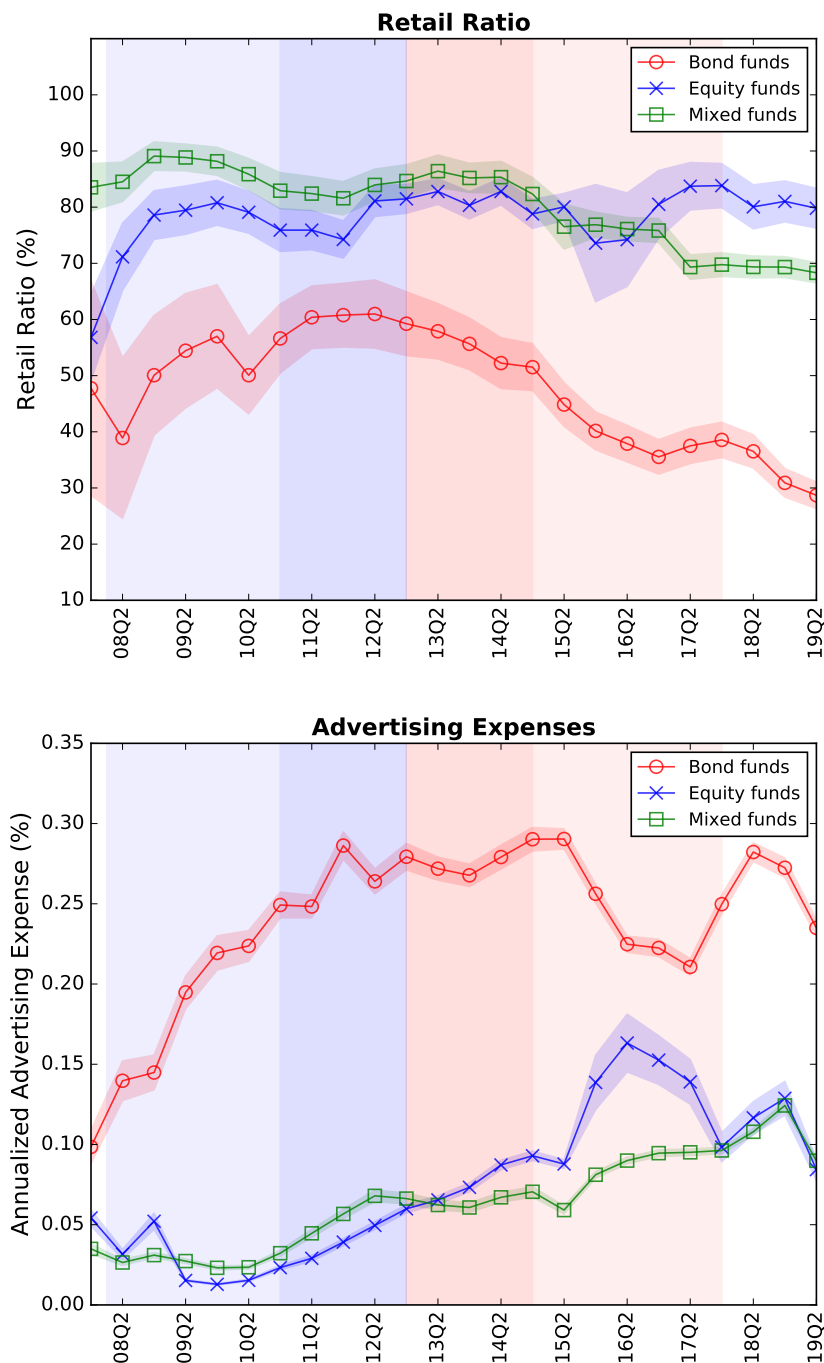 Retail Ratio
Retail Ratio (%)
100
90
80
70
60
50
40
30
20
10
Bond funds
Equity funds
Mixed funds
08Q2
09Q2
10Q2
11Q2
12Q2
13Q2
14Q2
15Q2
16Q2
17Q2
18Q2
19Q2
Advertising Expenses
Annualized Advertising Expense (%)
0.35
0.30
0.25
0.20
0.15
0.10
0.05
0.00
Bond funds
Equity funds
Mixed funds
08Q2
09Q2
10Q2
11Q2
12Q2
13Q2
14Q2
15Q2
16Q2
17Q2
18Q2
19Q2